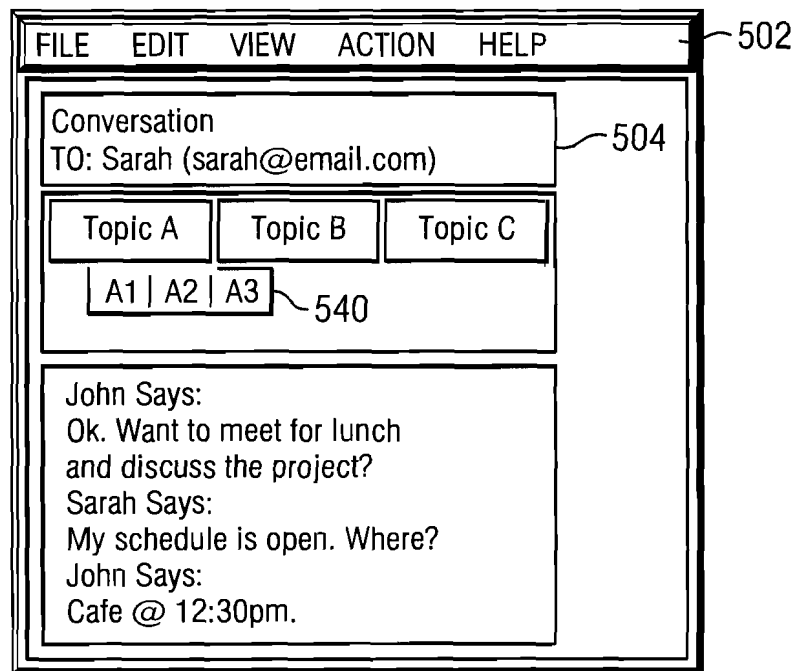 FILE EDIT VIEW ACTION HELP
502
Conversation
TO: Sarah (sarah@email.com)
504
Topic A Topic B Topic C
A1 | A2 | A3
540
John Says:
Ok. Want to meet for lunch
and discuss the project?
Sarah Says:
My schedule is open. Where?
John Says:
Cafe @ 12:30pm.